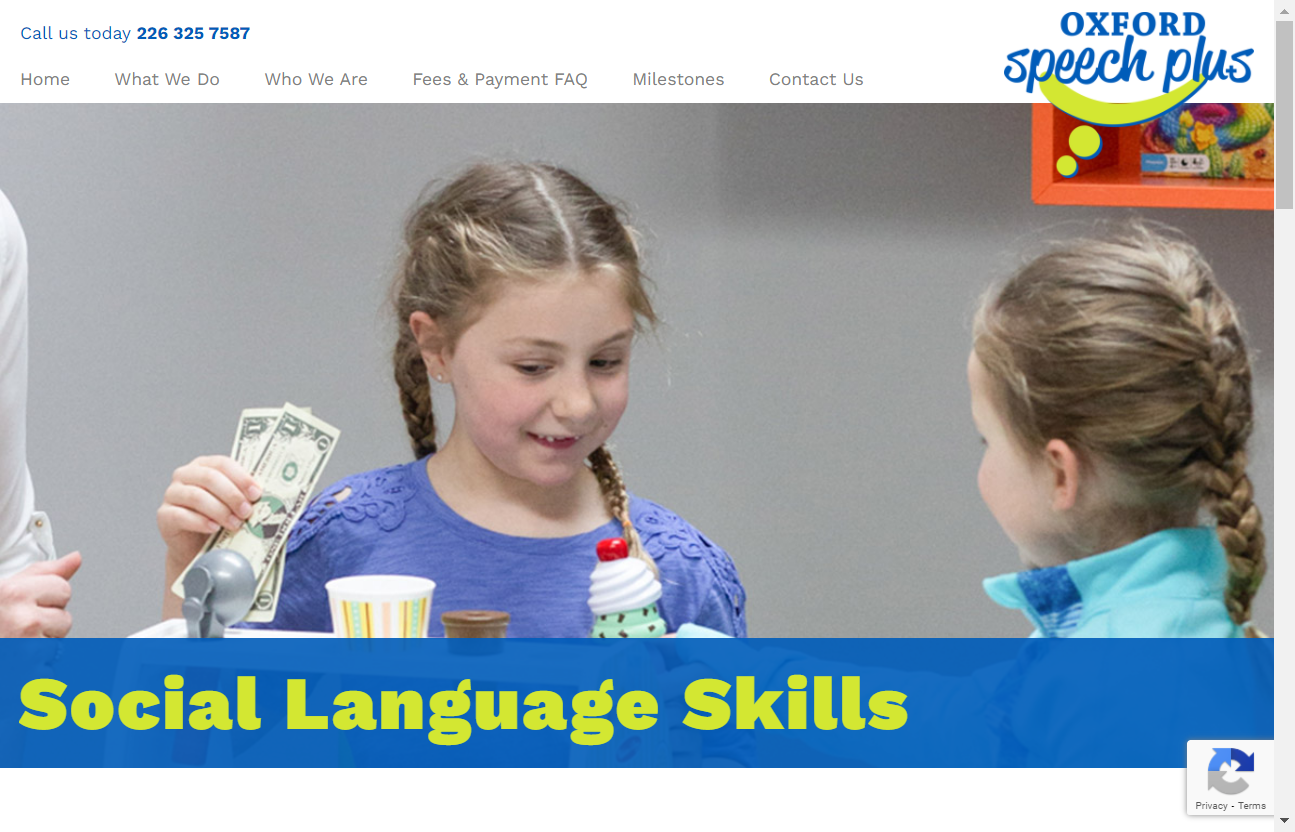 Call us today 226 325 7587
OXFORD
speech plus
Home What We Do Who We Are Fees & Payment FAQ Milestones Contact Us
Social Language Skills
Privacy - Terms